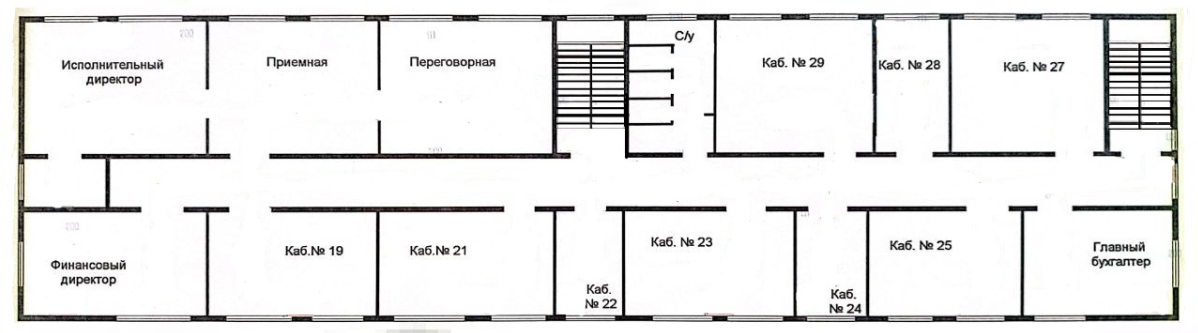 Исполнительный
директор
Приемная
Переговорная
С/у
Каб. № 29
Каб. № 28
Каб. № 27
Финансовый
директор
Каб.№ 19
Каб.№ 21
Каб.
№ 22
Каб. № 23
Каб.
№ 24
Каб. № 25
Главный
бухгалтер